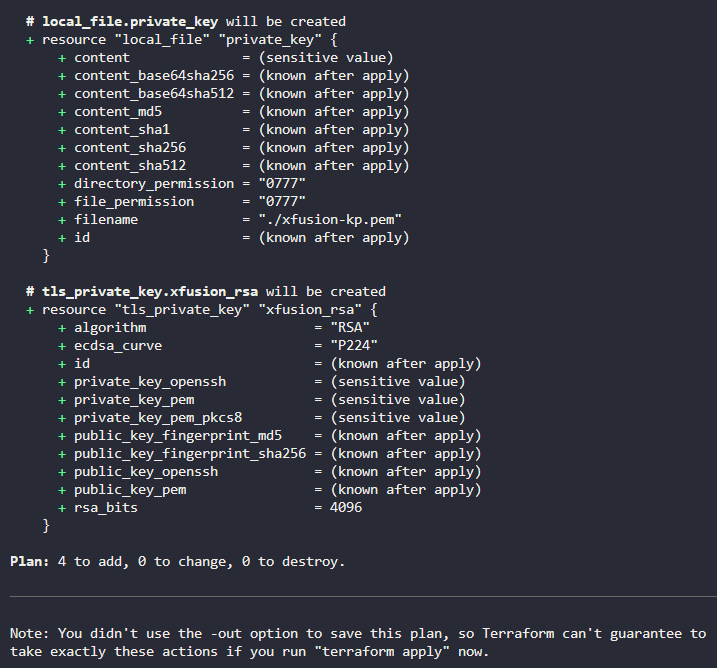 # local_file.private_key will be created
+ resource "local_file" "private_key" {
+ content = (sensitive value)
+ content_base64sha256 = (known after apply)
+ content_base64sha512 = (known after apply)
+ content_md5 = (known after apply)
+ content_sha1 = (known after apply)
+ content_sha256 = (known after apply)
+ content_sha512 = (known after apply)
+ directory_permission = "0777"
+ file_permission = "0777"
+ filename = "./xfusion-kp.pem"
+ id = (known after apply)
}
# tls_private_key.xfusion_rsa will be created
+ resource "tls_private_key" "xfusion_rsa" {
+ algorithm = "RSA"
+ ecdsa_curve = "P224"
+ id = (known after apply)
+ private_key_openssh = (sensitive value)
+ private_key_pem = (sensitive value)
+ private_key_pem_pkcs8 = (sensitive value)
+ public_key_fingerprint_md5 = (known after apply)
+ public_key_fingerprint_sha256 = (known after apply)
+ public_key_openssh = (known after apply)
+ public_key_pem = (known after apply)
+ rsa_bits = 4096
}
Plan: 4 to add, 0 to change, 0 to destroy.
Note: You didn't use the -out option to save this plan, so Terraform can't guarantee to
take exactly these actions if you run "terraform apply" now.